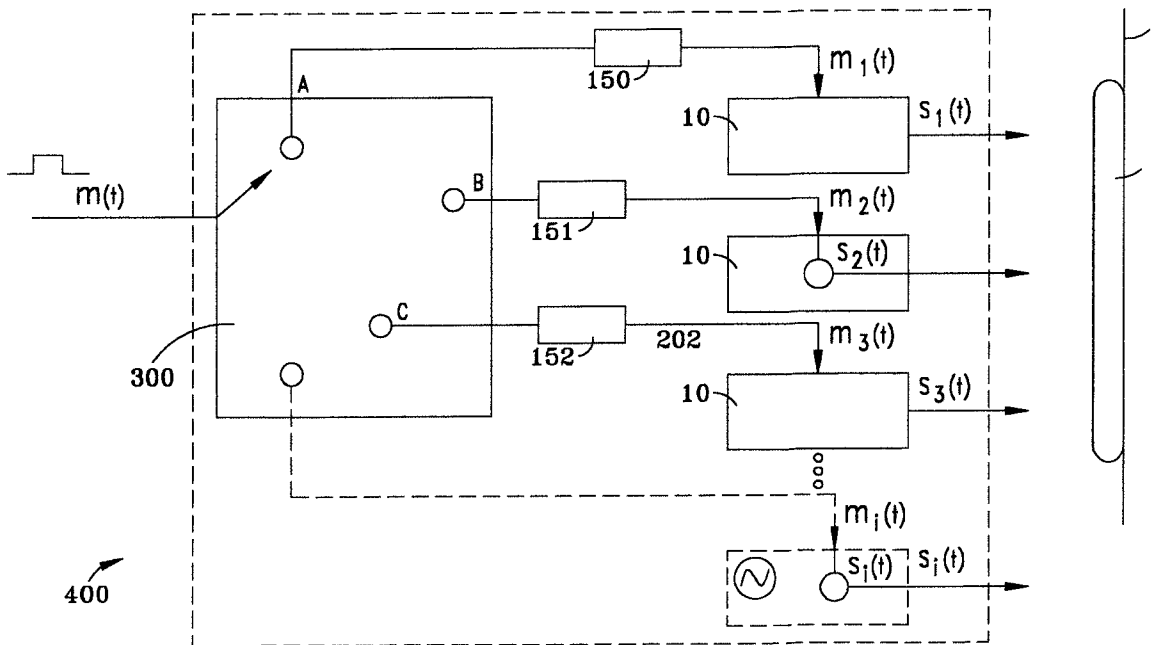 150
m₁(t)
A
10
s₁(t)
m(t)
B
151
m₂(t)
10
s₂(t)
C
152
202
m₃(t)
300
10
s₃(t)
mᵢ(t)
sᵢ(t)
sᵢ(t)
400